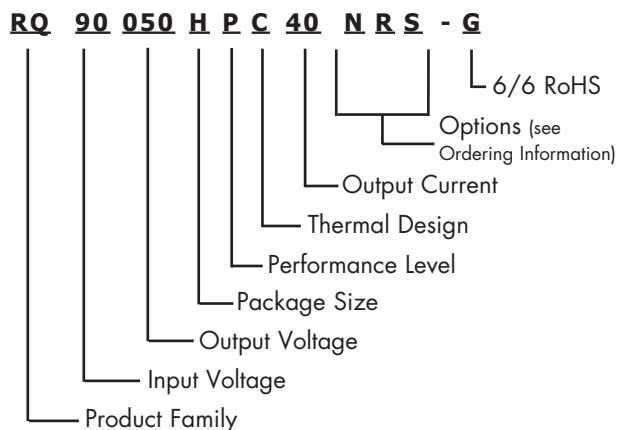 RQ 90 050 H P C 40 N R S - G
6/6 RoHS
Options (see
Ordering Information)
Output Current
Thermal Design
Performance Level
Package Size
Output Voltage
Input Voltage
Product Family